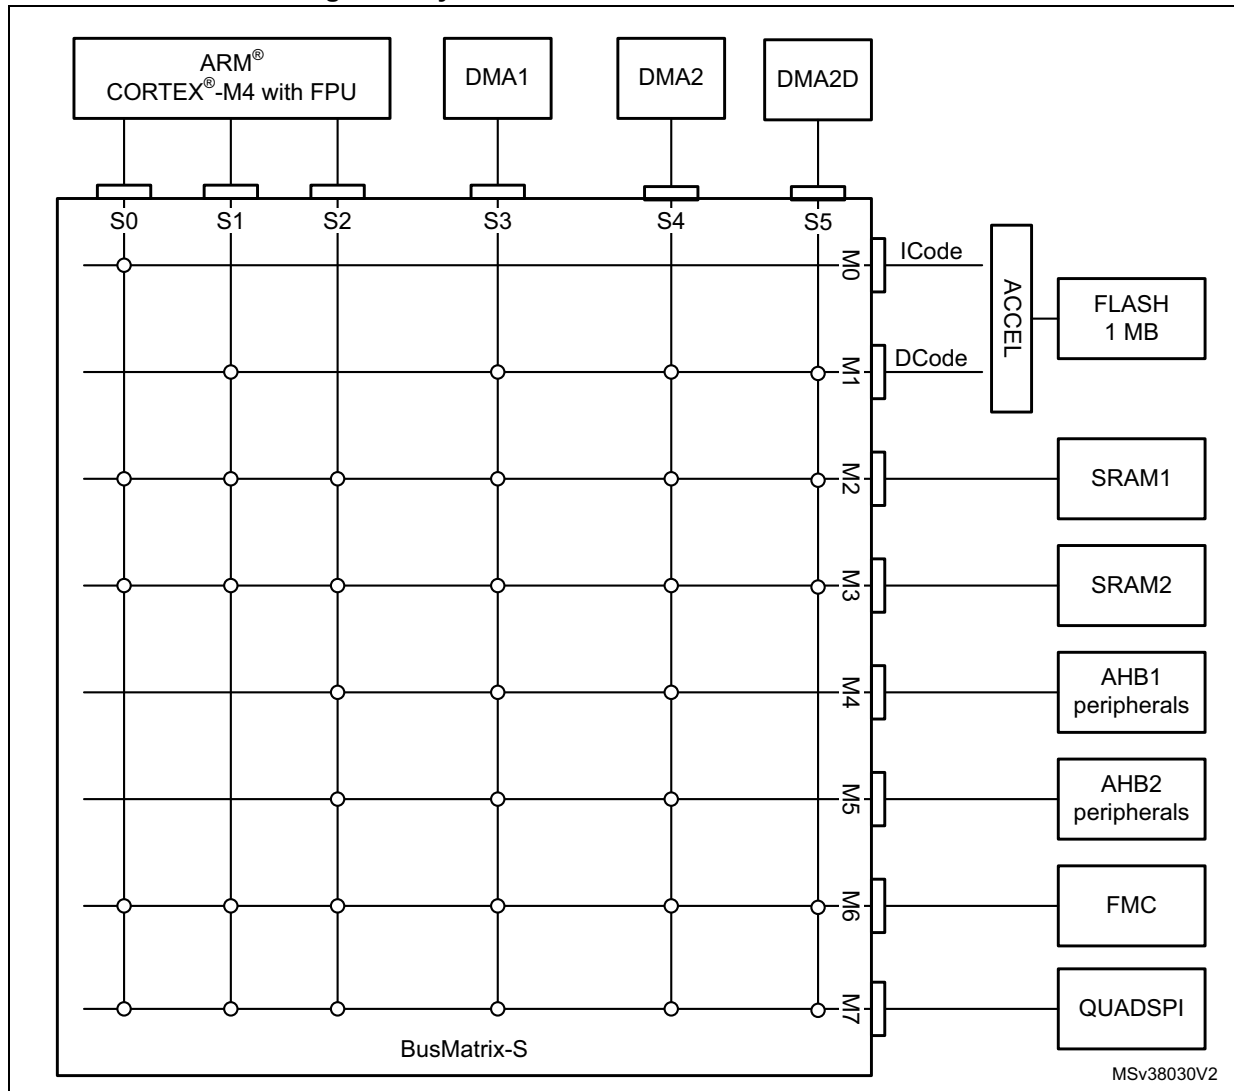 ARM®
CORTEX®-M4 with FPU
DMA1
DMA2
DMA2D
S0
S1
S2
S3
S4
S5
M0
ICode
ACCEL
FLASH
1 MB
M1
DCode
M2
SRAM1
M3
SRAM2
M4
AHB1
peripherals
M5
AHB2
peripherals
M6
FMC
M7
QUADSPI
BusMatrix-S
MSv38030V2